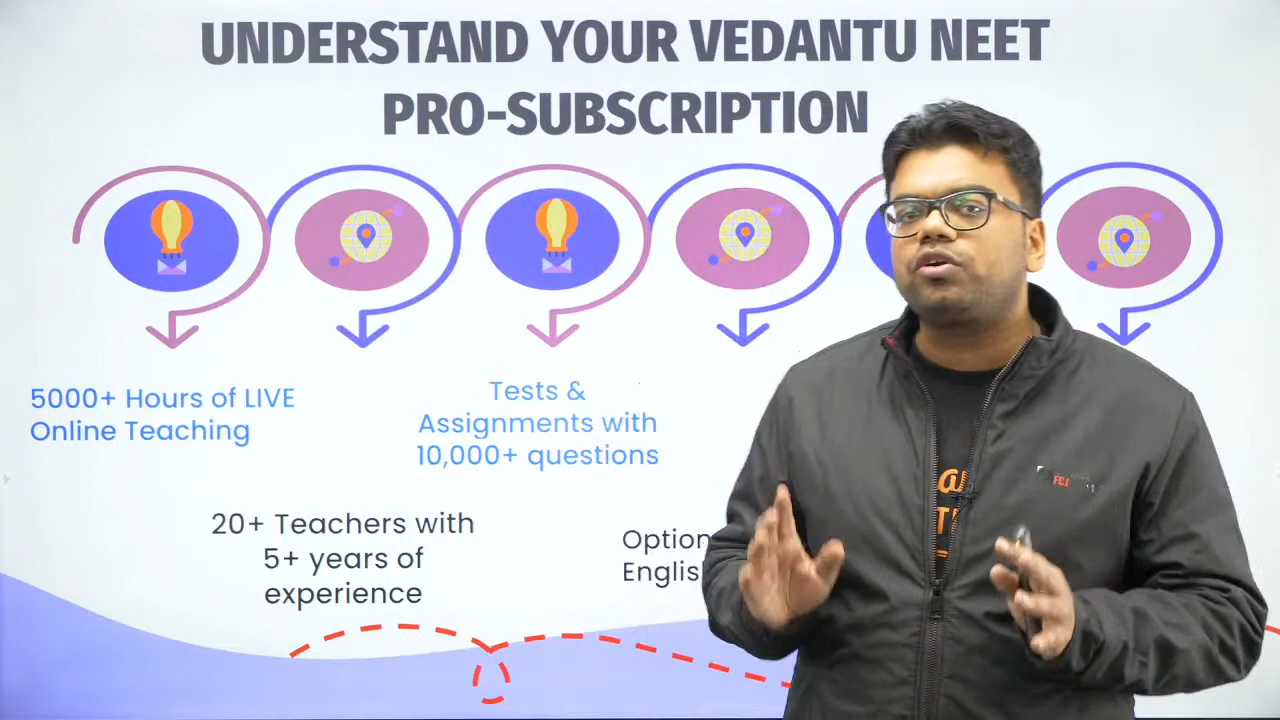 UNDERSTAND YOUR VEDANTU NEET
PRO-SUBSCRIPTION
5000+ Hours of LIVE
Online Teaching
Tests &
Assignments with
10,000+ questions
20+ Teachers with
5+ years of
experience
FCJ